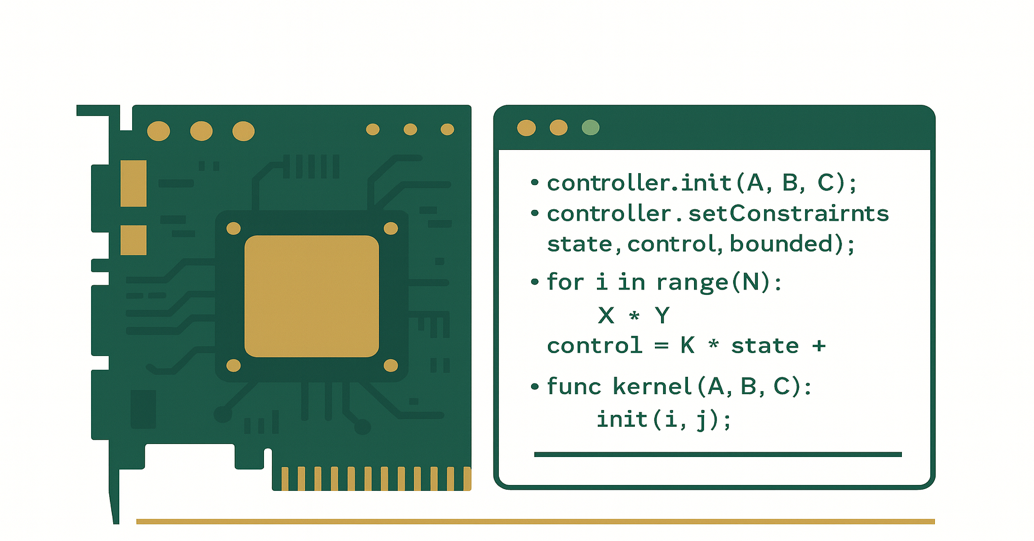 • controller.init(A, B, C);
• controller.setConstrairnts
state, control, bounded);
• for i in range(N):
X * Y
control = K * state +
• func kernel(A, B, C):
init(i, j);